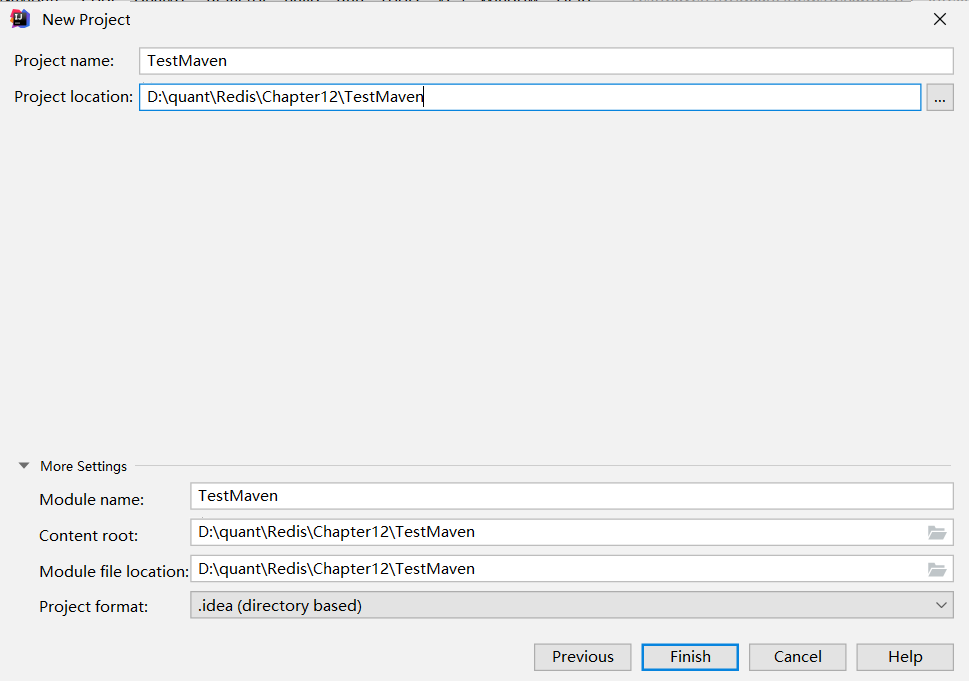 New Project
Project name: TestMaven
Project location: D:\quant\Redis\Chapter12\TestMaven ...
More Settings
Module name: TestMaven
Content root: D:\quant\Redis\Chapter12\TestMaven
Module file location: D:\quant\Redis\Chapter12\TestMaven
Project format: .idea (directory based)
Previous Finish Cancel Help